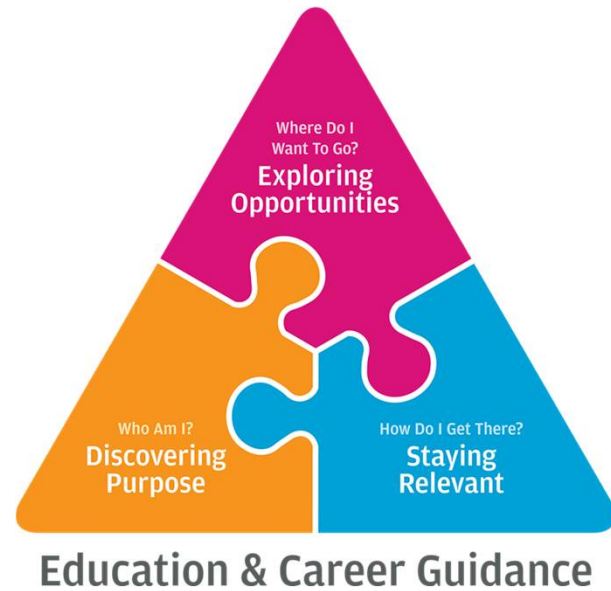 Where Do I
Want To Go?
Exploring
Opportunities
Who Am I?
Discovering
Purpose
How Do I Get There?
Staying
Relevant
Education & Career Guidance